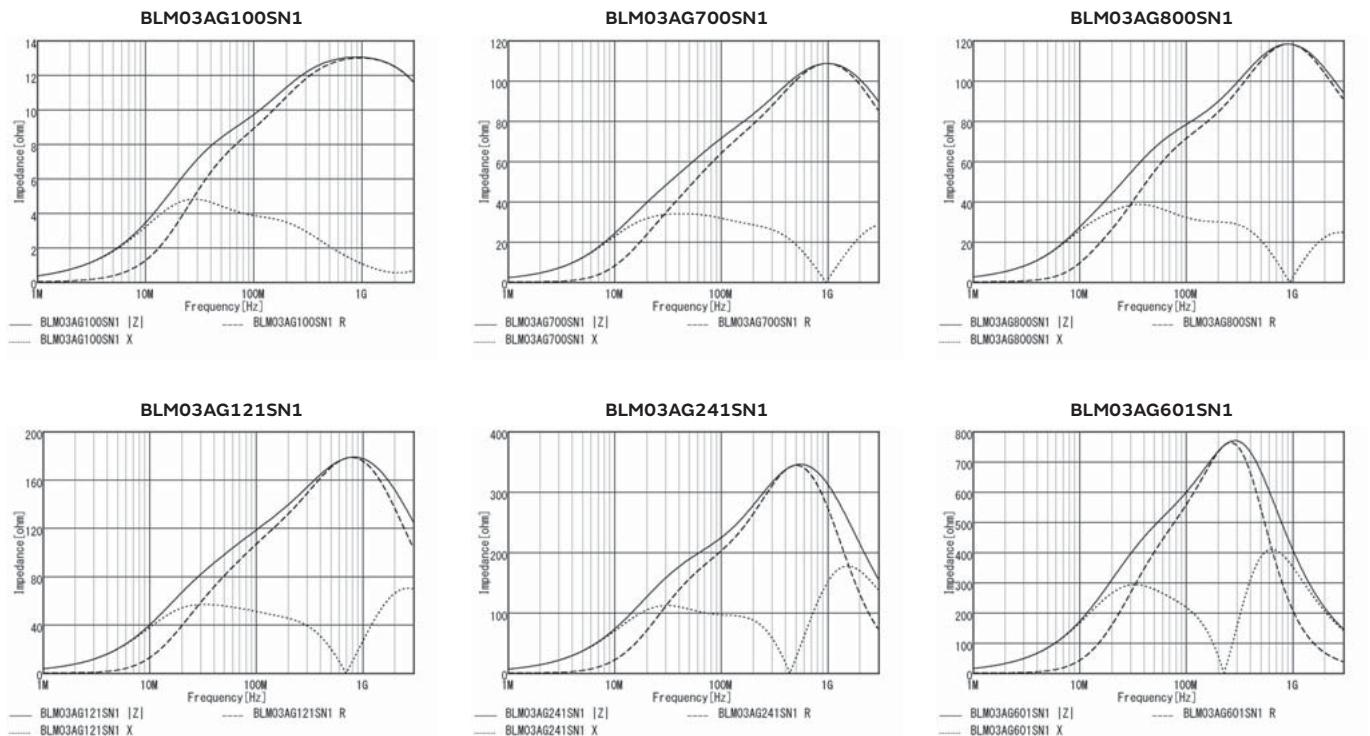 BLM03AG100SN1
14
12
10
8
6
4
2
0
Impedance[ohm]
1M 10M 100M 1G
Frequency[Hz]
BLM03AG100SN1 |Z| BLM03AG100SN1 R
BLM03AG100SN1 X
BLM03AG700SN1
120
100
80
60
40
20
0
Impedance[ohm]
1M 10M 100M 1G
Frequency[Hz]
BLM03AG700SN1 |Z| BLM03AG700SN1 R
BLM03AG700SN1 X
BLM03AG800SN1
120
100
80
60
40
20
0
Impedance[ohm]
1M 10M 100M 1G
Frequency[Hz]
BLM03AG800SN1 |Z| BLM03AG800SN1 R
BLM03AG800SN1 X
BLM03AG121SN1
200
160
120
80
40
0
Impedance[ohm]
1M 10M 100M 1G
Frequency[Hz]
BLM03AG121SN1 |Z| BLM03AG121SN1 R
BLM03AG121SN1 X
BLM03AG241SN1
400
300
200
100
0
Impedance[ohm]
1M 10M 100M 1G
Frequency[Hz]
BLM03AG241SN1 |Z| BLM03AG241SN1 R
BLM03AG241SN1 X
BLM03AG601SN1
800
700
600
500
400
300
200
100
0
Impedance[ohm]
1M 10M 100M 1G
Frequency[Hz]
BLM03AG601SN1 |Z| BLM03AG601SN1 R
BLM03AG601SN1 X